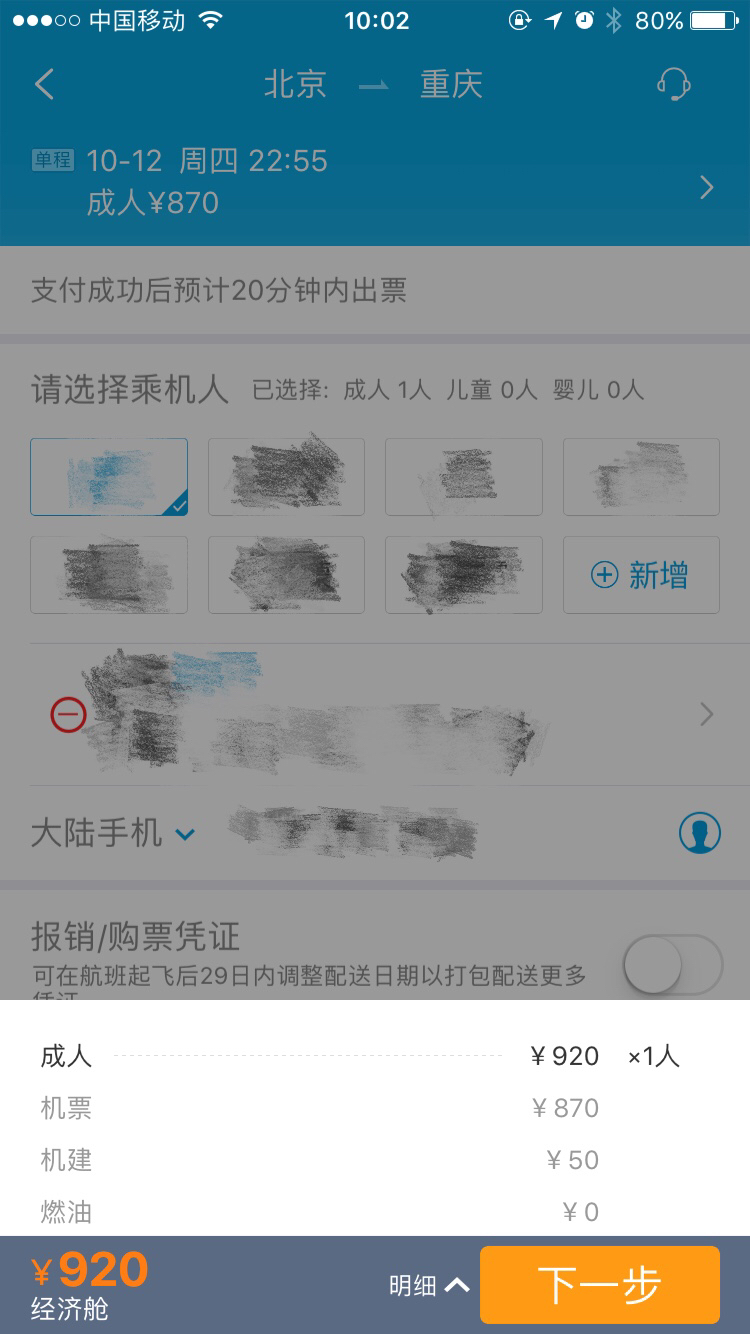 中国移动 10:02 80%
北京 重庆
单程 10-12 周四 22:55
成人¥870
支付成功后预计20分钟内出票
请选择乘机人 已选择: 成人 1人 儿童 0人 婴儿 0人
新增
大陆手机
报销/购票凭证
可在航班起飞后29日内调整配送日期以打包配送更多
凭证
成人 ¥920 ×1人
机票 ¥870
机建 ¥50
燃油 ¥0
¥920 明细 下一步
经济舱